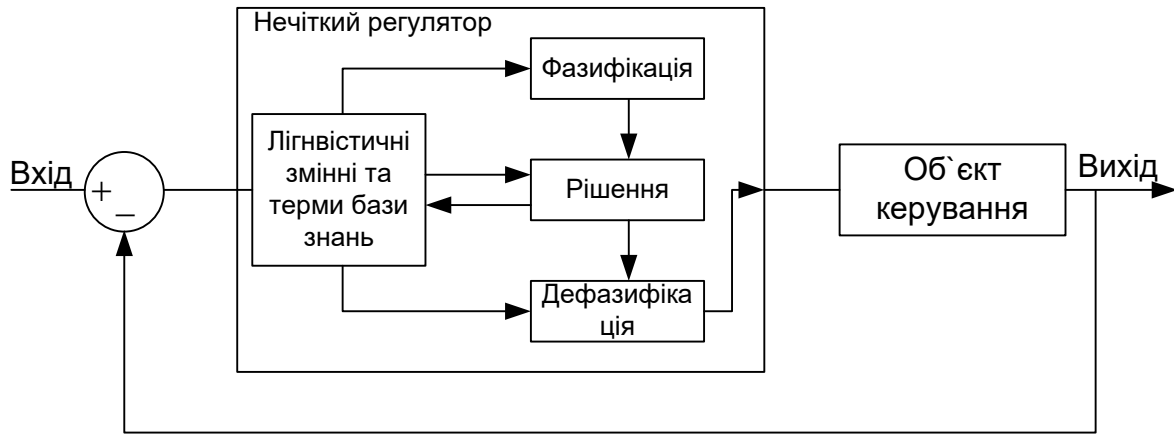 Нечіткий регулятор
Фазифікація
Лігнвістичні
змінні та
терми бази
знань
Рішення
Дефазифіка
ція
Вхід
+
–
Об`єкт
керування
Вихід